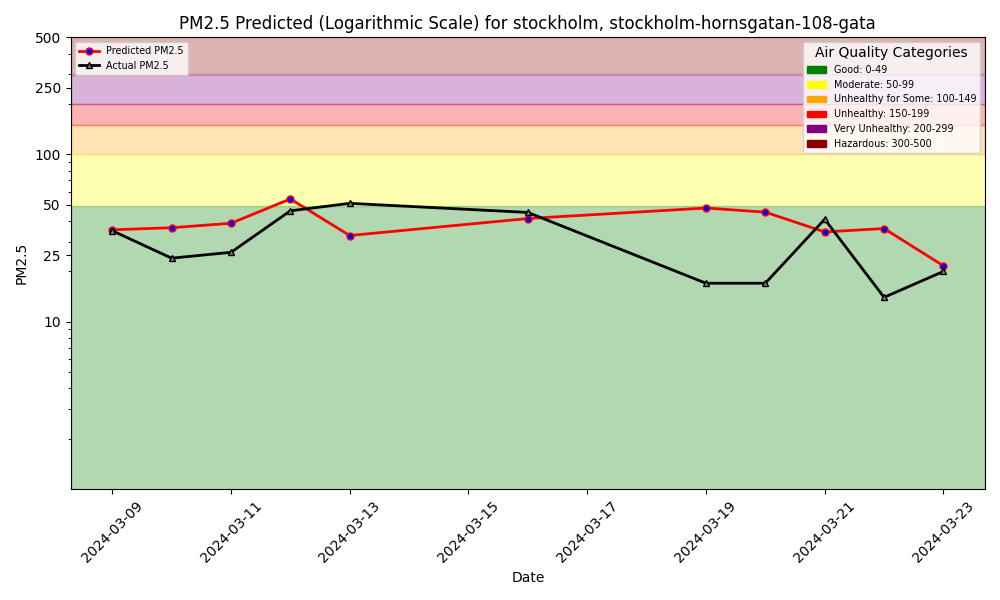 PM2.5 Predicted (Logarithmic Scale) for stockholm, stockholm-hornsgatan-108-gata
Predicted PM2.5
Actual PM2.5
Air Quality Categories
Good: 0-49
Moderate: 50-99
Unhealthy for Some: 100-149
Unhealthy: 150-199
Very Unhealthy: 200-299
Hazardous: 300-500
500
250
100
50
25
10
PM2.5
2024-03-09
2024-03-11
2024-03-13
2024-03-15
2024-03-17
2024-03-19
2024-03-21
2024-03-23
Date